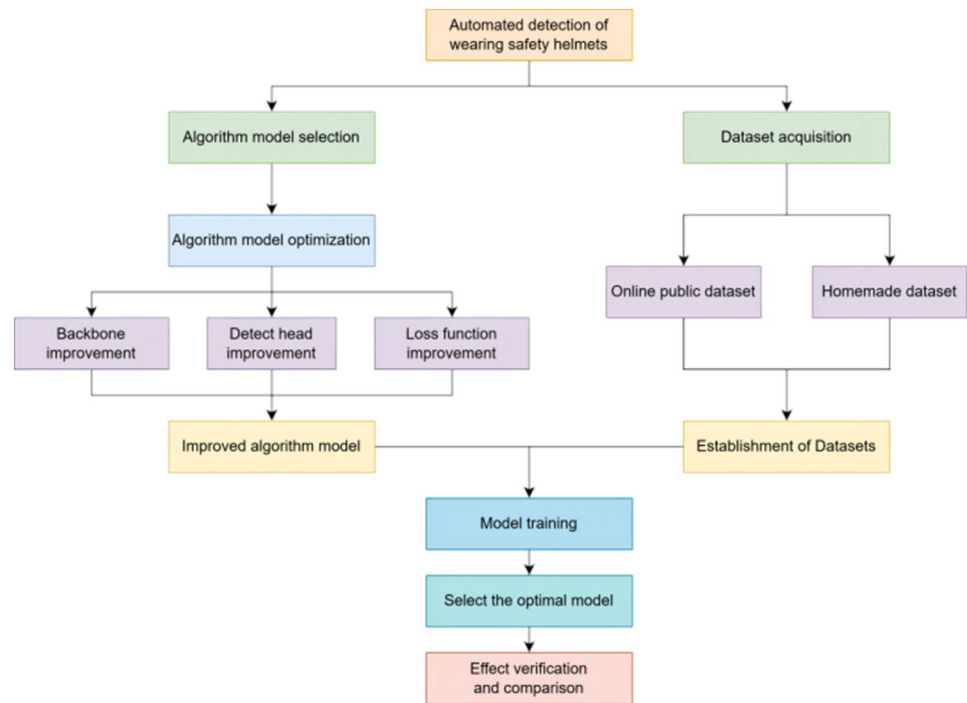 Automated detection of
wearing safety helmets
Algorithm model selection
Dataset acquisition
Algorithm model optimization
Online public dataset
Homemade dataset
Backbone
improvement
Detect head
improvement
Loss function
improvement
Improved algorithm model
Establishment of Datasets
Model training
Select the optimal model
Effect verification
and comparison